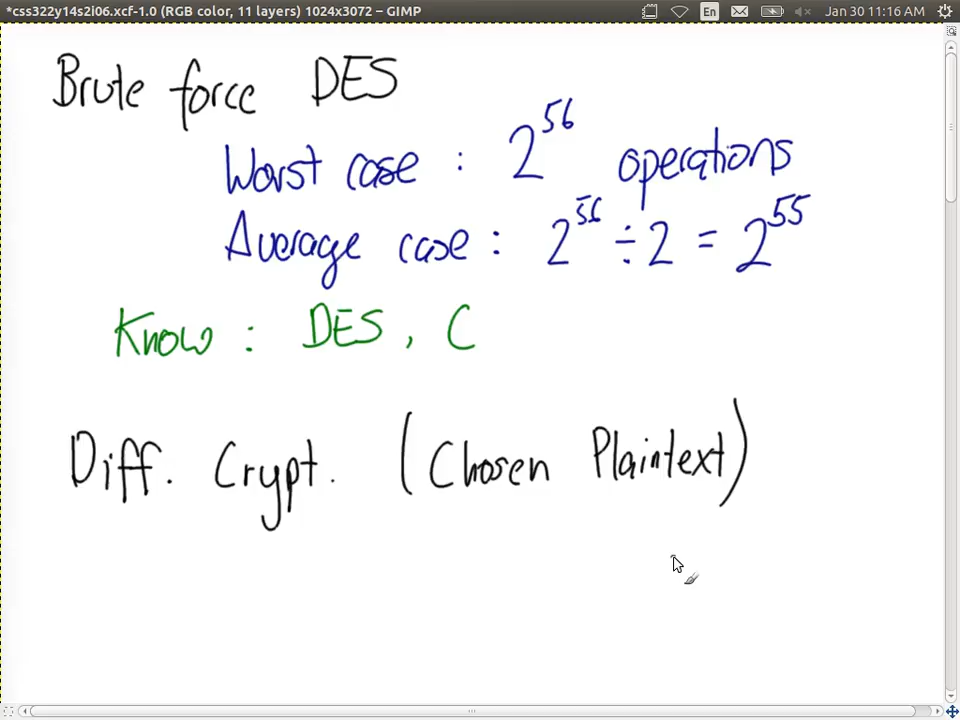 *css322y14s2i06.xcf-1.0 (RGB color, 11 layers) 1024x3072 – GIMP En Jan 30 11:16 AM
Brute force DES
Worst case : 2^56 operations
Average case : 2^56 ÷ 2 = 2^55
Know : DES, C
Diff. Crypt. (Chosen Plaintext)